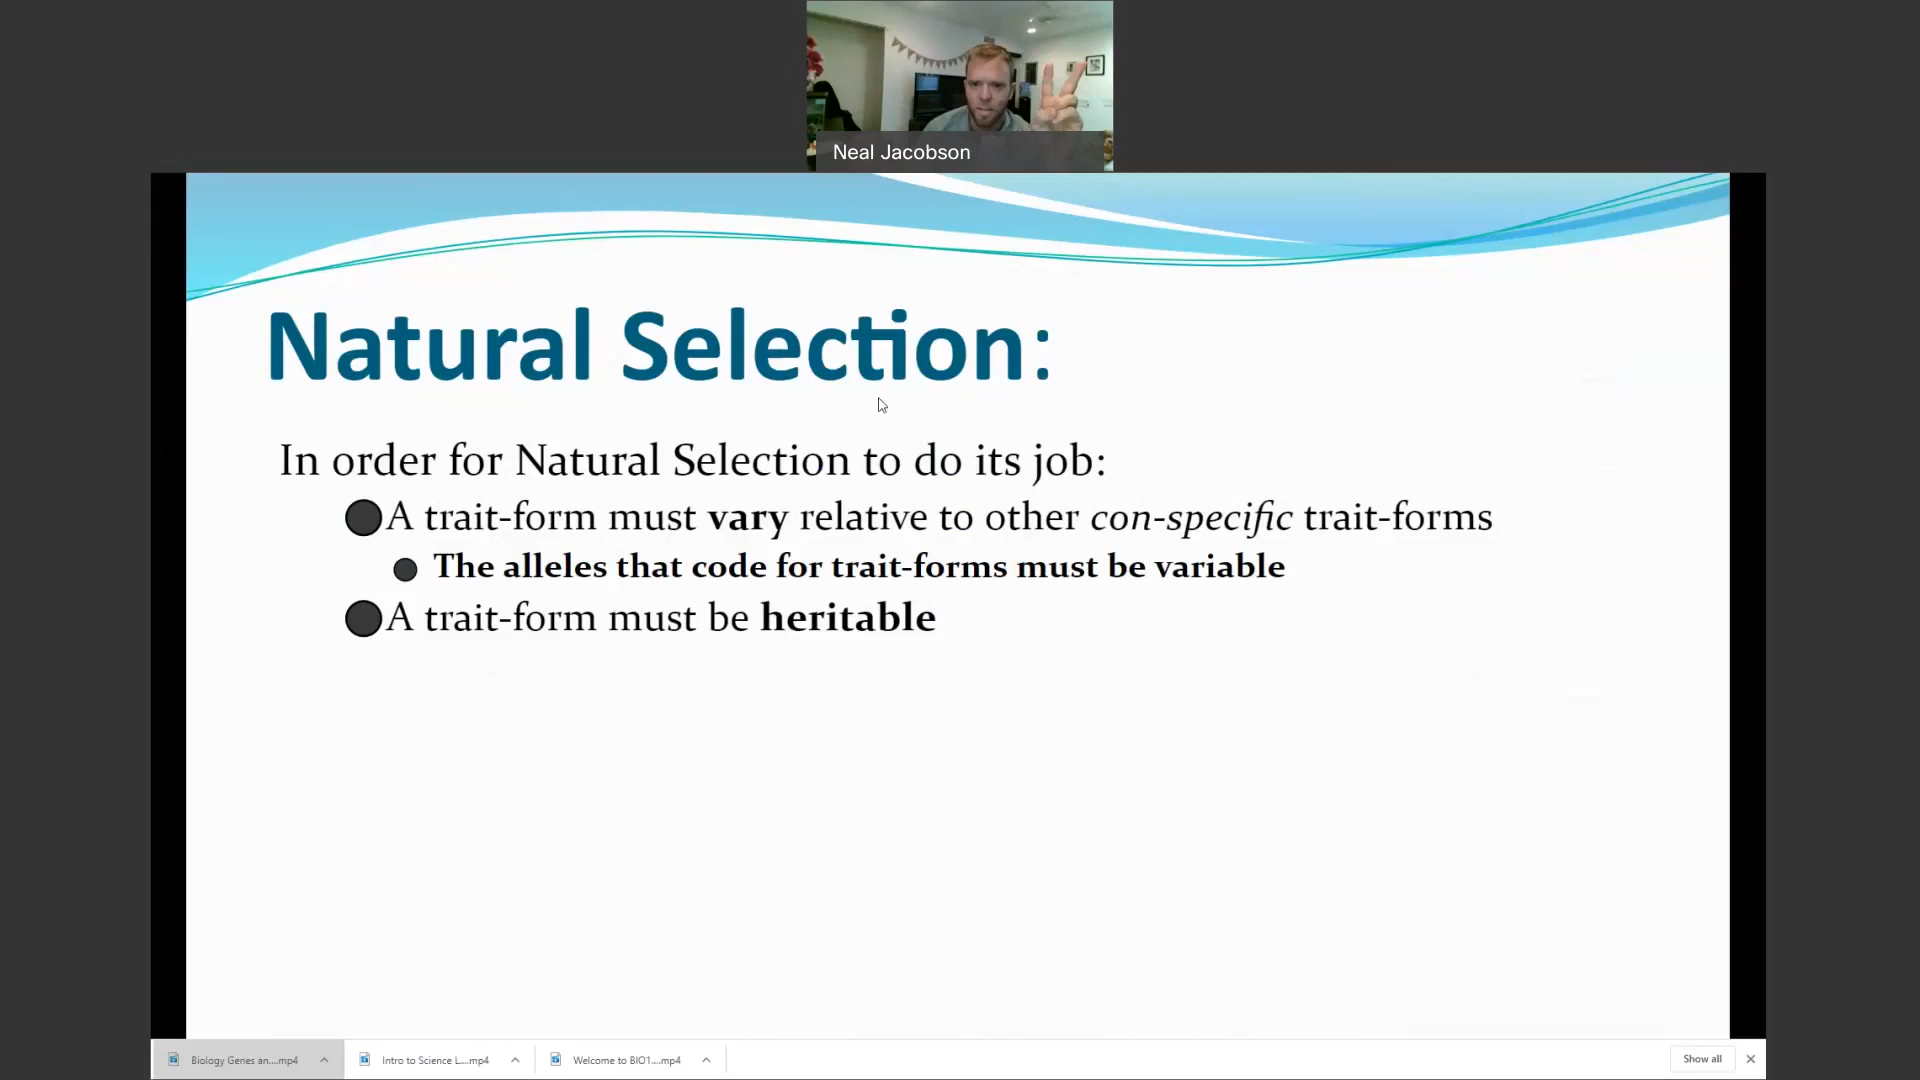 Neal Jacobson
Natural Selection:
In order for Natural Selection to do its job:
A trait-form must vary relative to other con-specific trait-forms
The alleles that code for trait-forms must be variable
A trait-form must be heritable
Biology Genes an....mp4
Intro to Science L....mp4
Welcome to BIO1....mp4
Show all